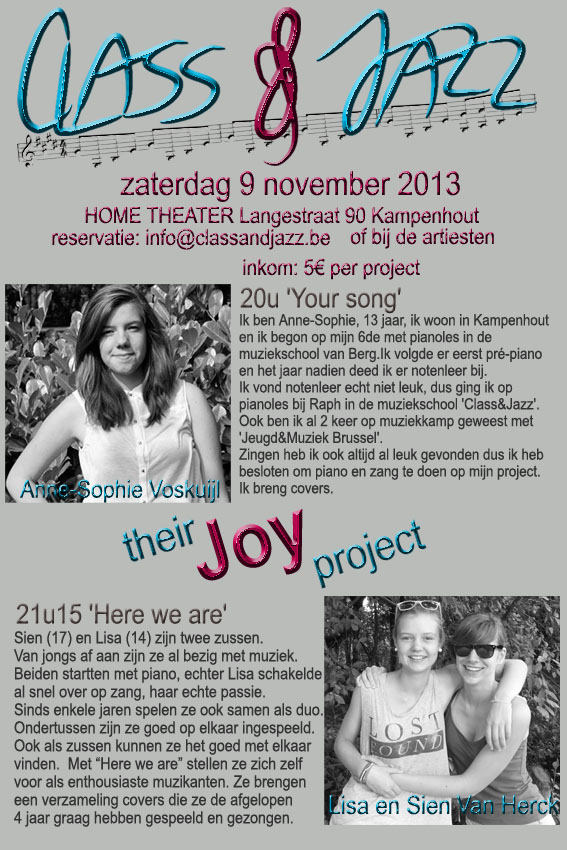 CLASS & JAZZ
zaterdag 9 november 2013
HOME THEATER Langestraat 90 Kampenhout
reservatie: info@classandjazz.be of bij de artiesten
inkom: 5€ per project
20u 'Your song'
Ik ben Anne-Sophie, 13 jaar, ik woon in Kampenhout
en ik begon op mijn 6de met pianoles in de
muziekschool van Berg.Ik volgde er eerst pré-piano
en het jaar nadien deed ik er notenleer bij.
Ik vond notenleer echt niet leuk, dus ging ik op
pianoles bij Raph in de muziekschool 'Class&Jazz'.
Ook ben ik al 2 keer op muziekkamp geweest met
'Jeugd&Muziek Brussel'.
Zingen heb ik ook altijd al leuk gevonden dus ik heb
besloten om piano en zang te doen op mijn project.
Ik breng covers.
Anne-Sophie Voskuijl
their Joy project
21u15 'Here we are'
Sien (17) en Lisa (14) zijn twee zussen.
Van jongs af aan zijn ze al bezig met muziek.
Beiden startten met piano, echter Lisa schakelde
al snel over op zang, haar echte passie.
Sinds enkele jaren spelen ze ook samen als duo.
Ondertussen zijn ze goed op elkaar ingespeeld.
Ook als zussen kunnen ze het goed met elkaar
vinden. Met “Here we are” stellen ze zich zelf
voor als enthousiaste muzikanten. Ze brengen
een verzameling covers die ze de afgelopen
4 jaar graag hebben gespeeld en gezongen.
LOST
FOUND
Lisa en Sien Van Herck